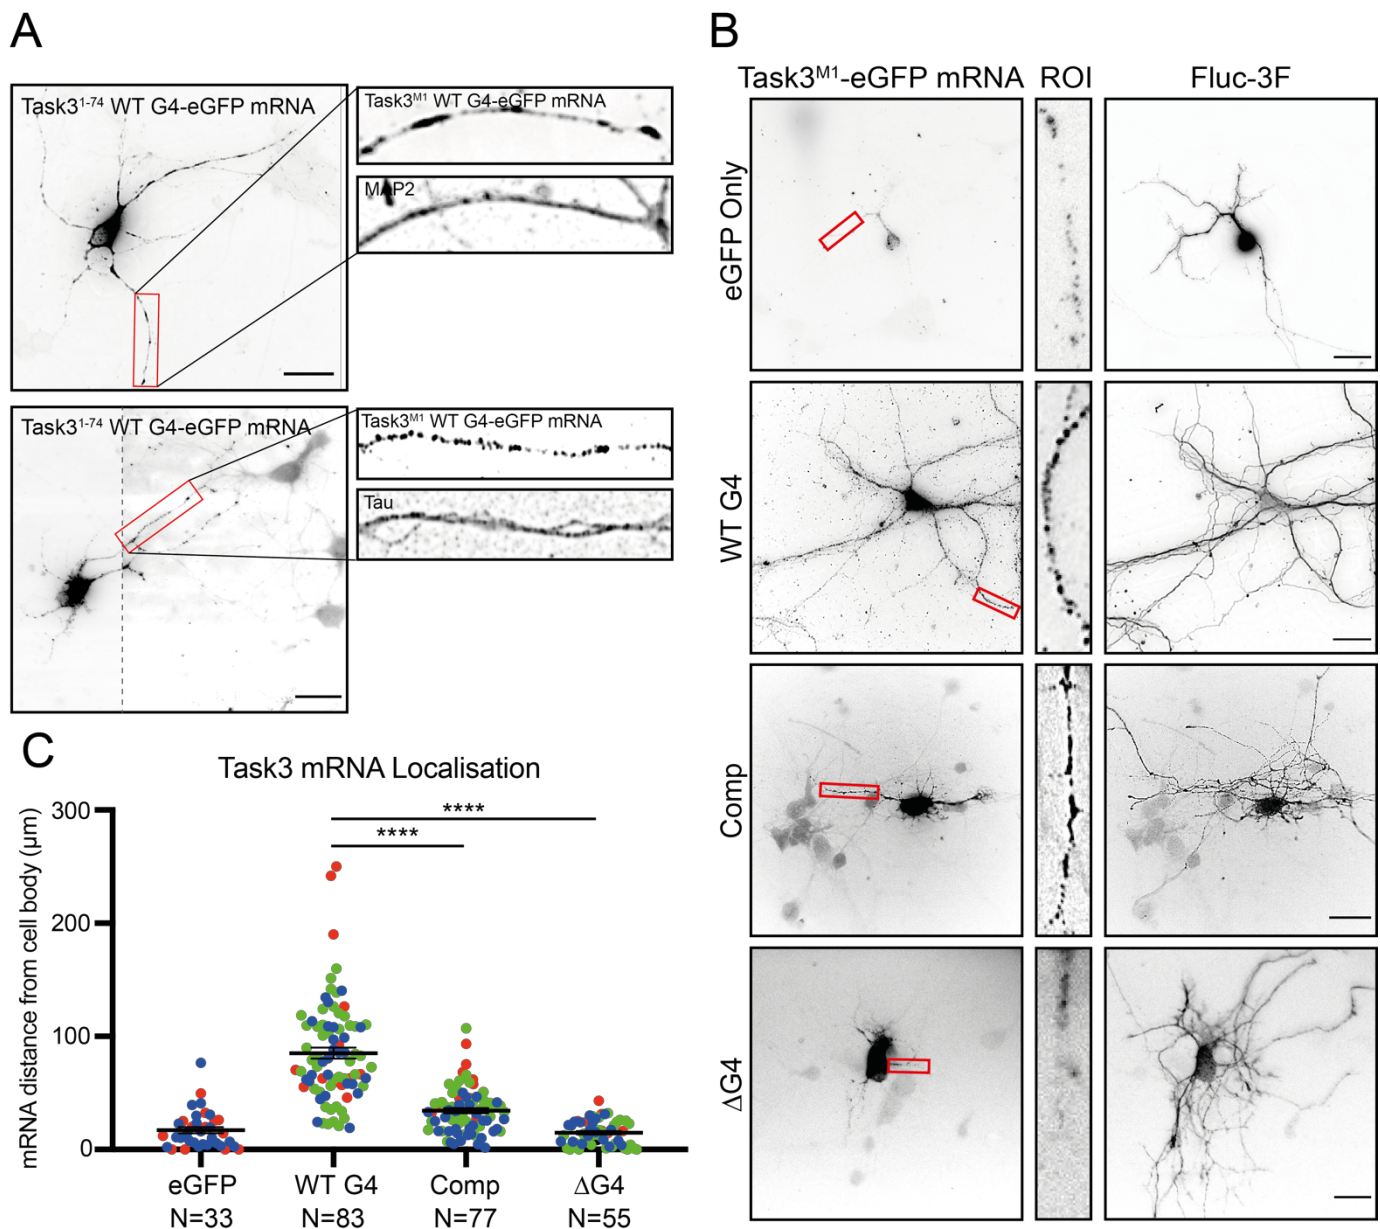 A
Task3¹⁻⁷⁴ WT G4-eGFP mRNA
Task3ᴹ¹ WT G4-eGFP mRNA
MAP2
Task3¹⁻⁷⁴ WT G4-eGFP mRNA
Task3ᴹ¹ WT G4-eGFP mRNA
Tau
B
Task3ᴹ¹-eGFP mRNA ROI Fluc-3F
eGFP Only
WT G4
Comp
ΔG4
C
Task3 mRNA Localisation
mRNA distance from cell body (μm)
300
200
100
0
****
****
eGFP WT G4 Comp ΔG4
N=33 N=83 N=77 N=55